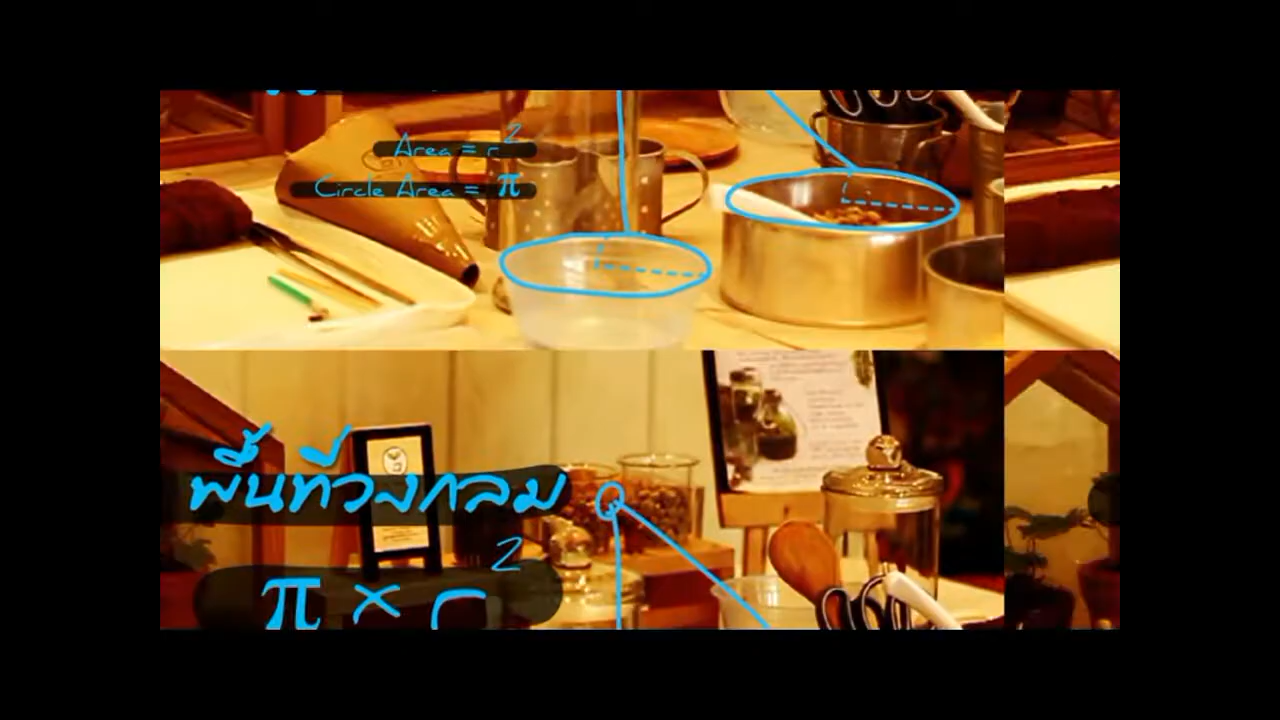 Area = r²
Circle Area = π
พื้นที่วงกลม
π × r²